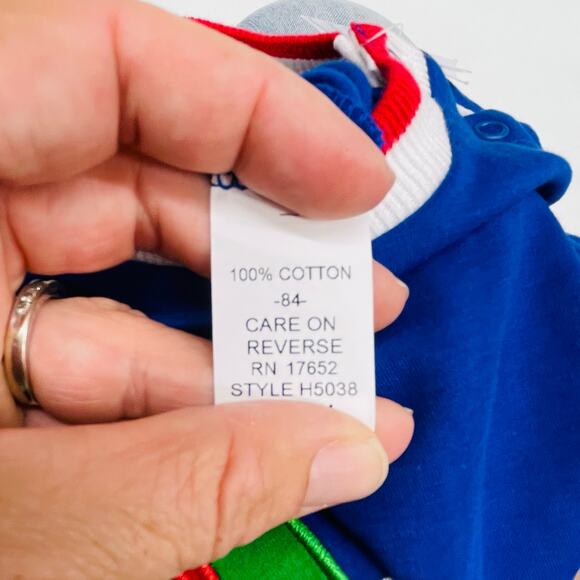 100% COTTON
-84-
CARE ON
REVERSE
RN 17652
STYLE H5038